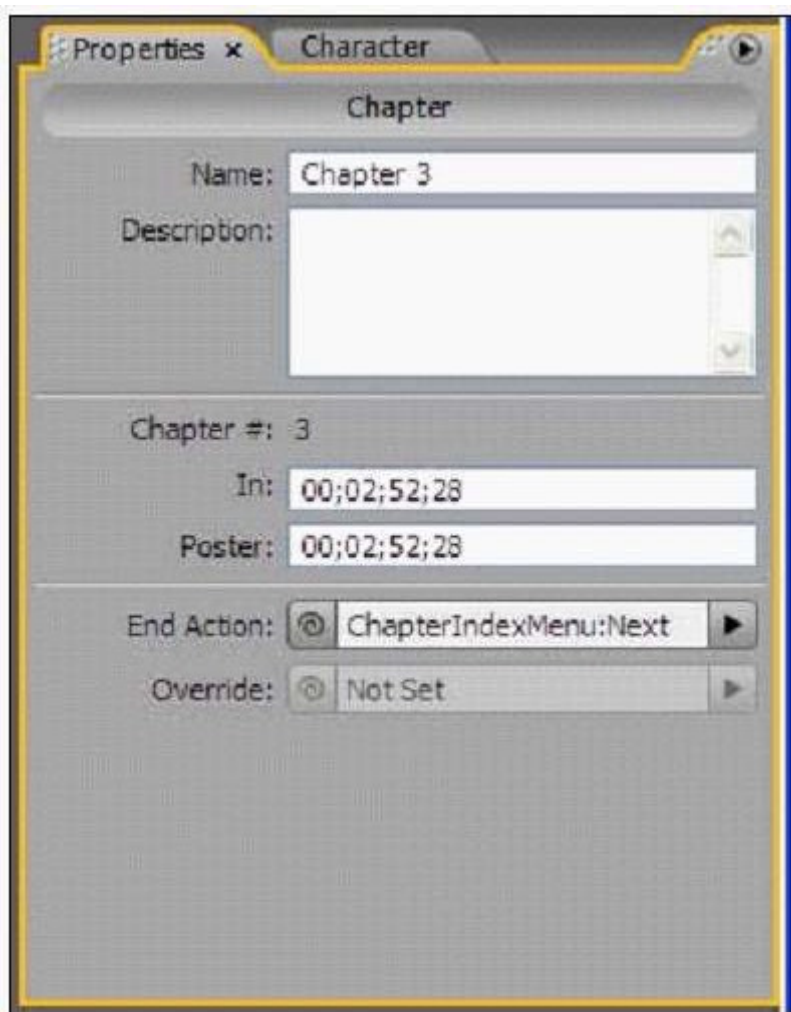 Properties x Character
Chapter
Name: Chapter 3
Description:
Chapter #: 3
In: 00;02;52;28
Poster: 00;02;52;28
End Action: ChapterIndexMenu:Next
Override: Not Set